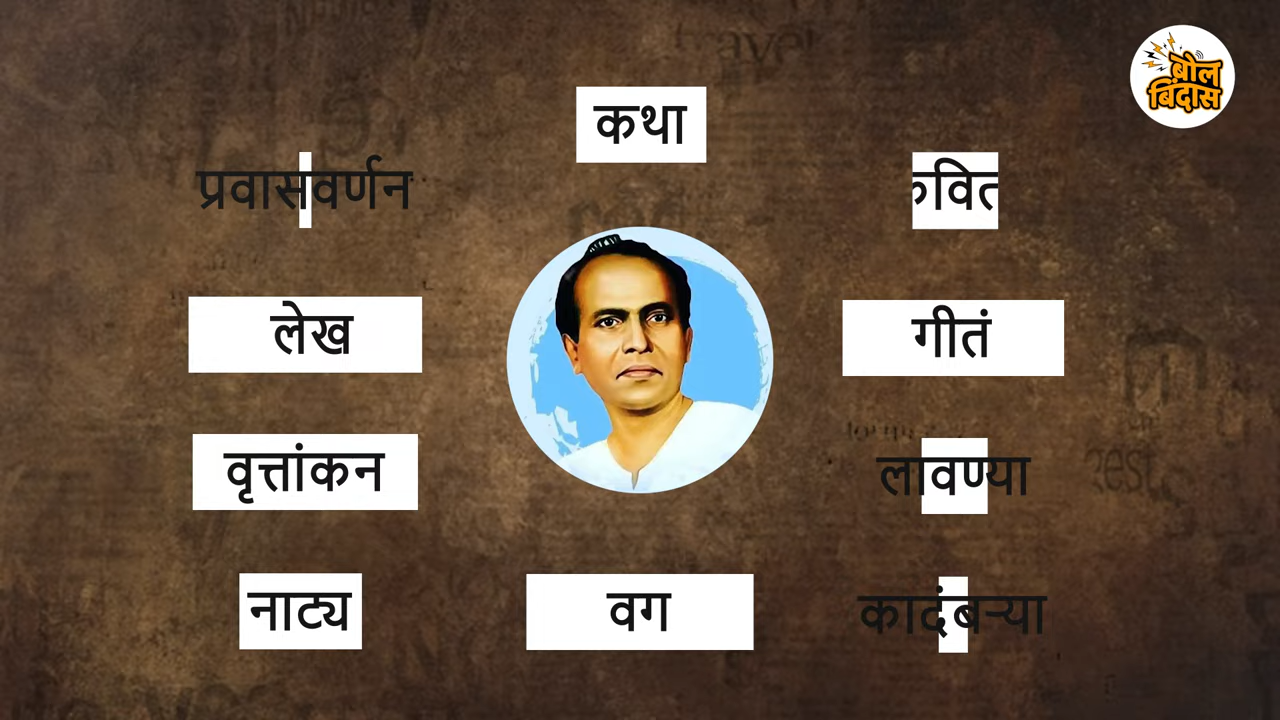 बोल
बिंदास
कथा
प्रवासवर्णन
कवित
लेख
गीतं
वृत्तांकन
लावण्या
नाट्य
वग
कादंबऱ्या